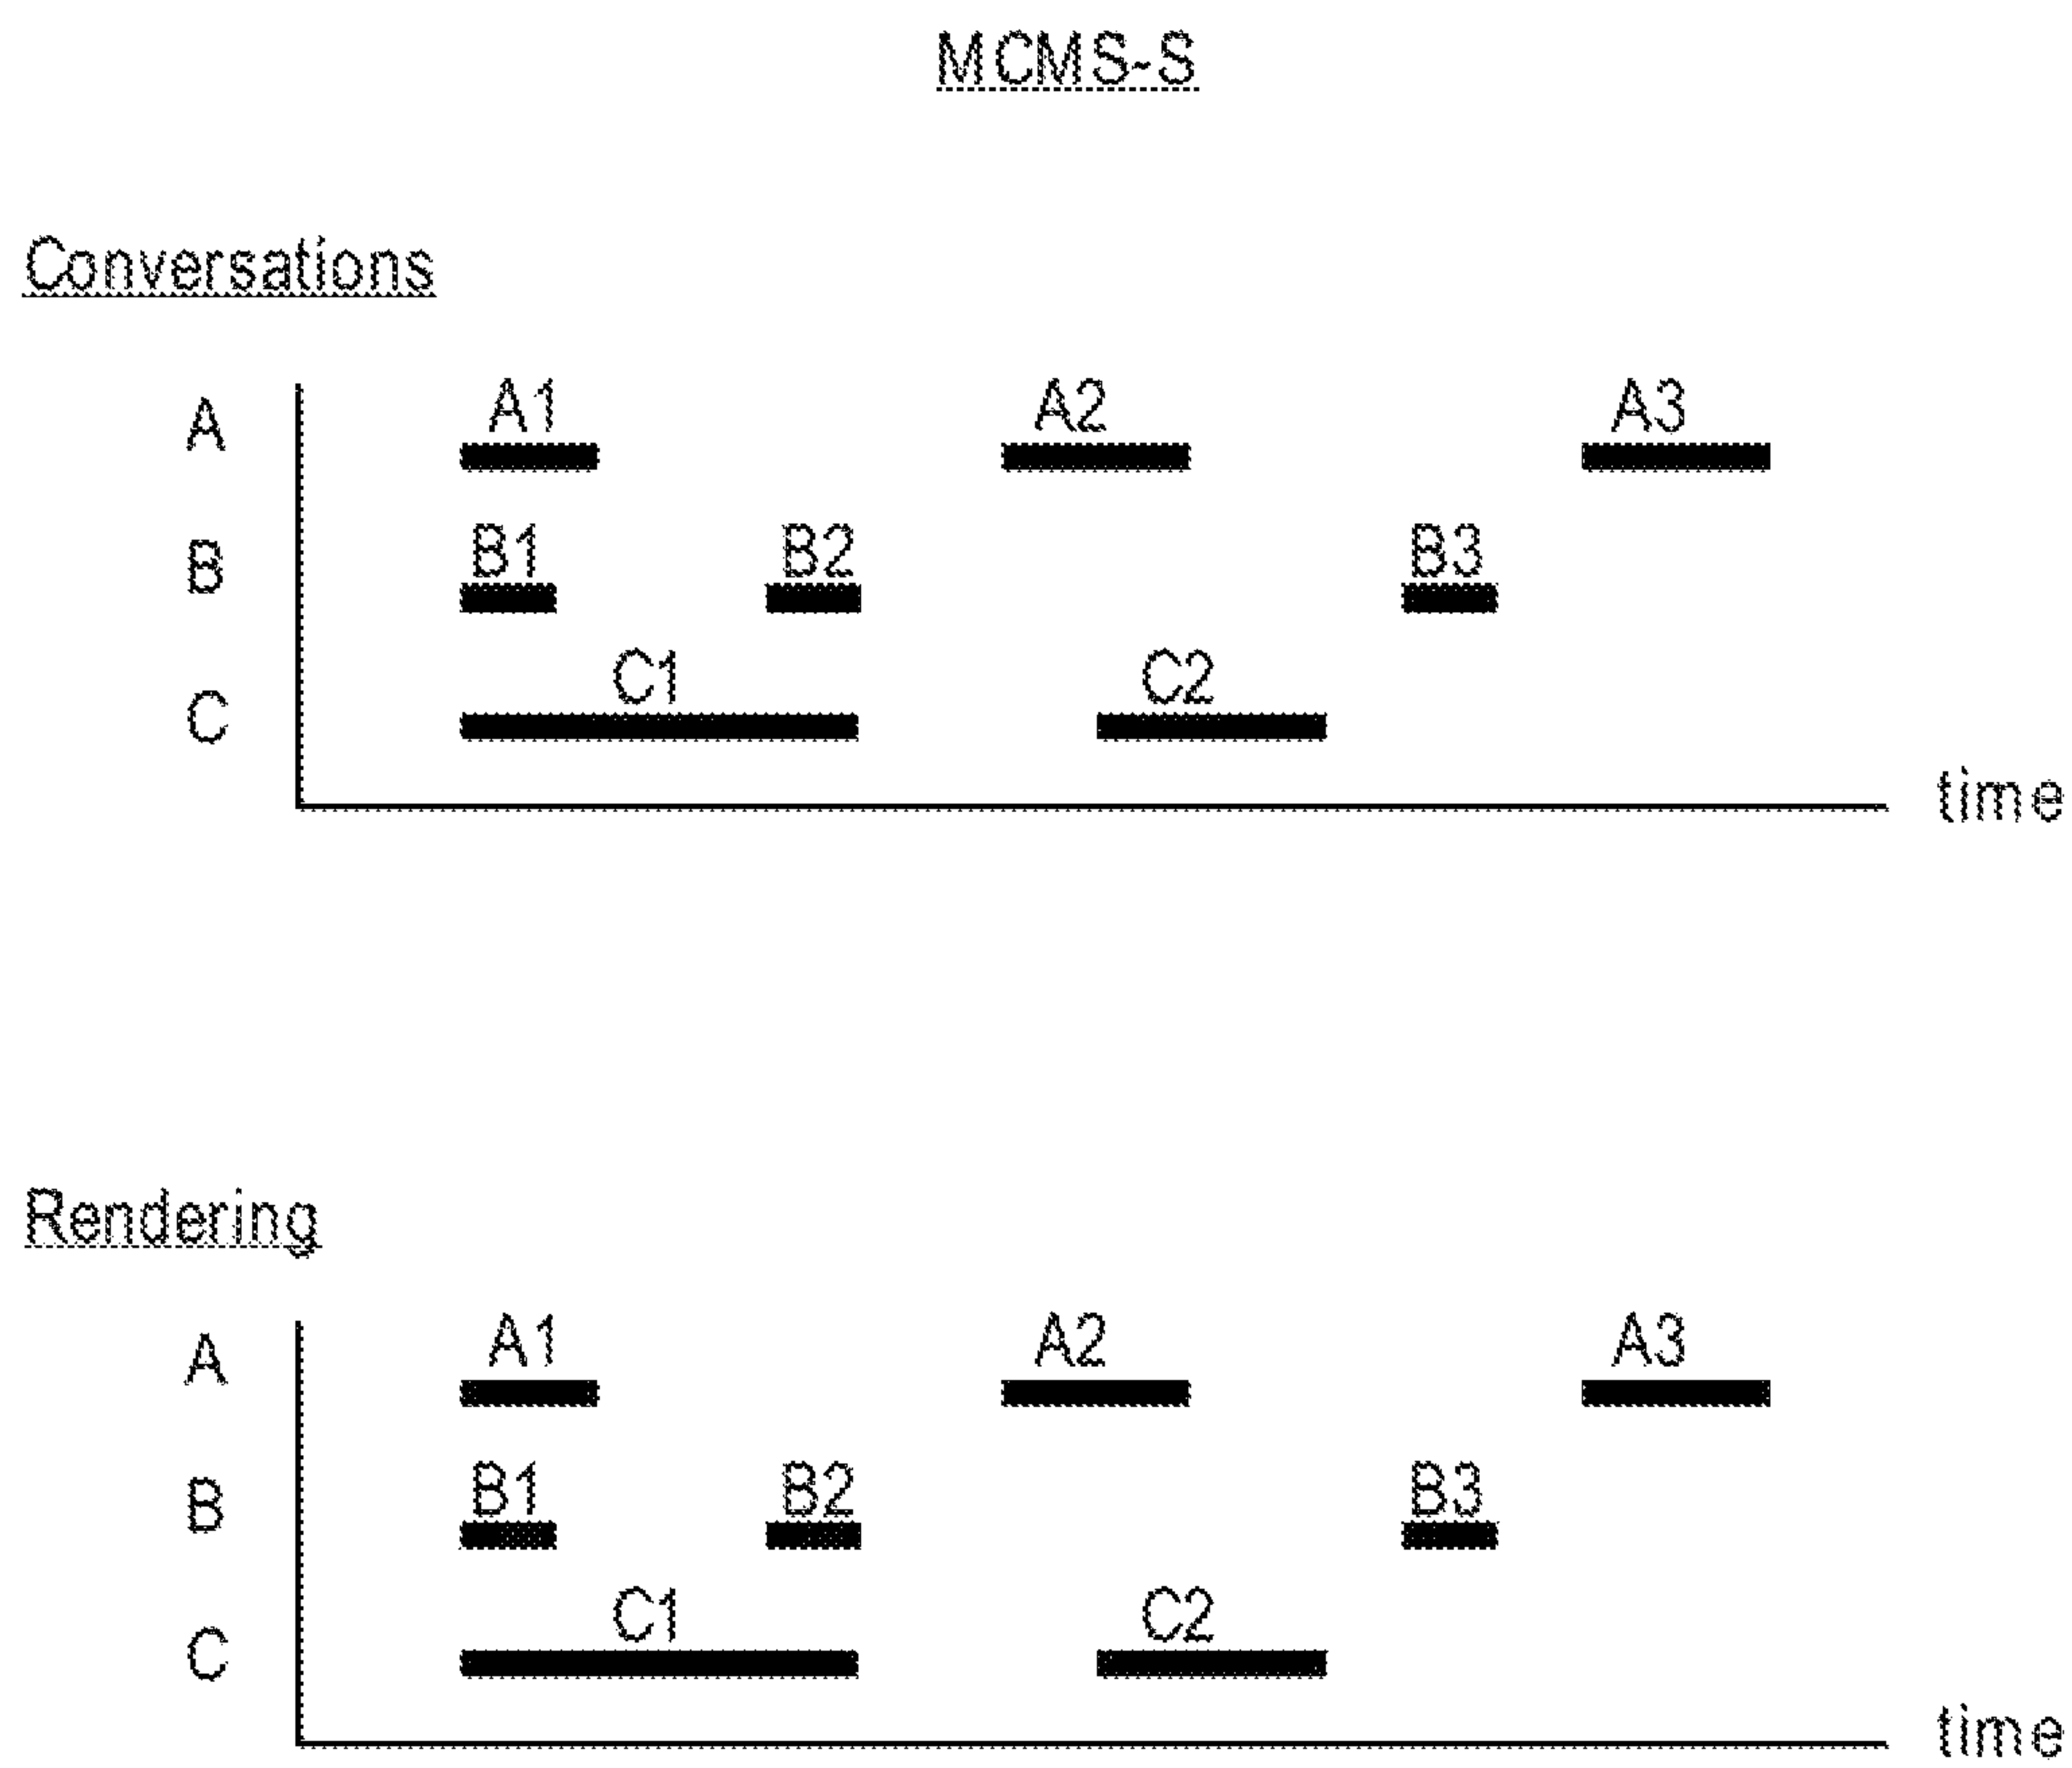 MCMS-S
Conversations
A A1 A2 A3
B B1 B2 B3
C C1 C2
time
Rendering
A A1 A2 A3
B B1 B2 B3
C C1 C2
time